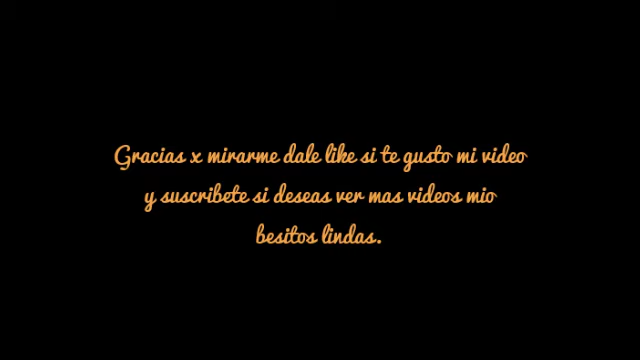 Gracias x mirarme dale like si te gusto mi video
y suscribete si deseas ver mas videos mio
besitos lindas.